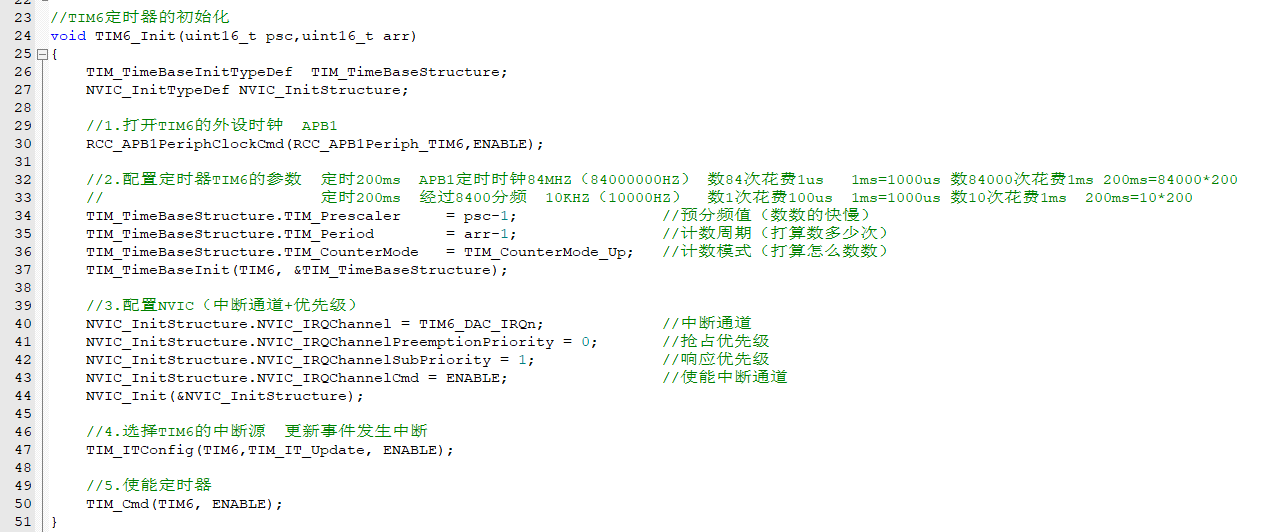 23 //TIM6定时器的初始化
24 void TIM6_Init(uint16_t psc,uint16_t arr)
25 {
26 TIM_TimeBaseInitTypeDef  TIM_TimeBaseStructure;
27 NVIC_InitTypeDef NVIC_InitStructure;
28
29 //1.打开TIM6的外设时钟  APB1
30 RCC_APB1PeriphClockCmd(RCC_APB1Periph_TIM6,ENABLE);
31
32 //2.配置定时器TIM6的参数  定时200ms  APB1定时时钟84MHZ（84000000HZ） 数84次花费1us   1ms=1000us 数84000次花费1ms 200ms=84000*200
33 //                        定时200ms  经过8400分频  10KHZ（10000HZ）  数1次花费100us  1ms=1000us 数10次花费1ms  200ms=10*200
34 TIM_TimeBaseStructure.TIM_Prescaler     = psc-1;                //预分频值（数数的快慢）
35 TIM_TimeBaseStructure.TIM_Period        = arr-1;                //计数周期（打算数多少次）
36 TIM_TimeBaseStructure.TIM_CounterMode   = TIM_CounterMode_Up;   //计数模式（打算怎么数数）
37 TIM_TimeBaseInit(TIM6, &TIM_TimeBaseStructure);
38
39 //3.配置NVIC（中断通道+优先级）
40 NVIC_InitStructure.NVIC_IRQChannel = TIM6_DAC_IRQn;             //中断通道
41 NVIC_InitStructure.NVIC_IRQChannelPreemptionPriority = 0;       //抢占优先级
42 NVIC_InitStructure.NVIC_IRQChannelSubPriority = 1;              //响应优先级
43 NVIC_InitStructure.NVIC_IRQChannelCmd = ENABLE;                 //使能中断通道
44 NVIC_Init(&NVIC_InitStructure);
45
46 //4.选择TIM6的中断源  更新事件发生中断
47 TIM_ITConfig(TIM6,TIM_IT_Update, ENABLE);
48
49 //5.使能定时器
50 TIM_Cmd(TIM6, ENABLE);
51 }